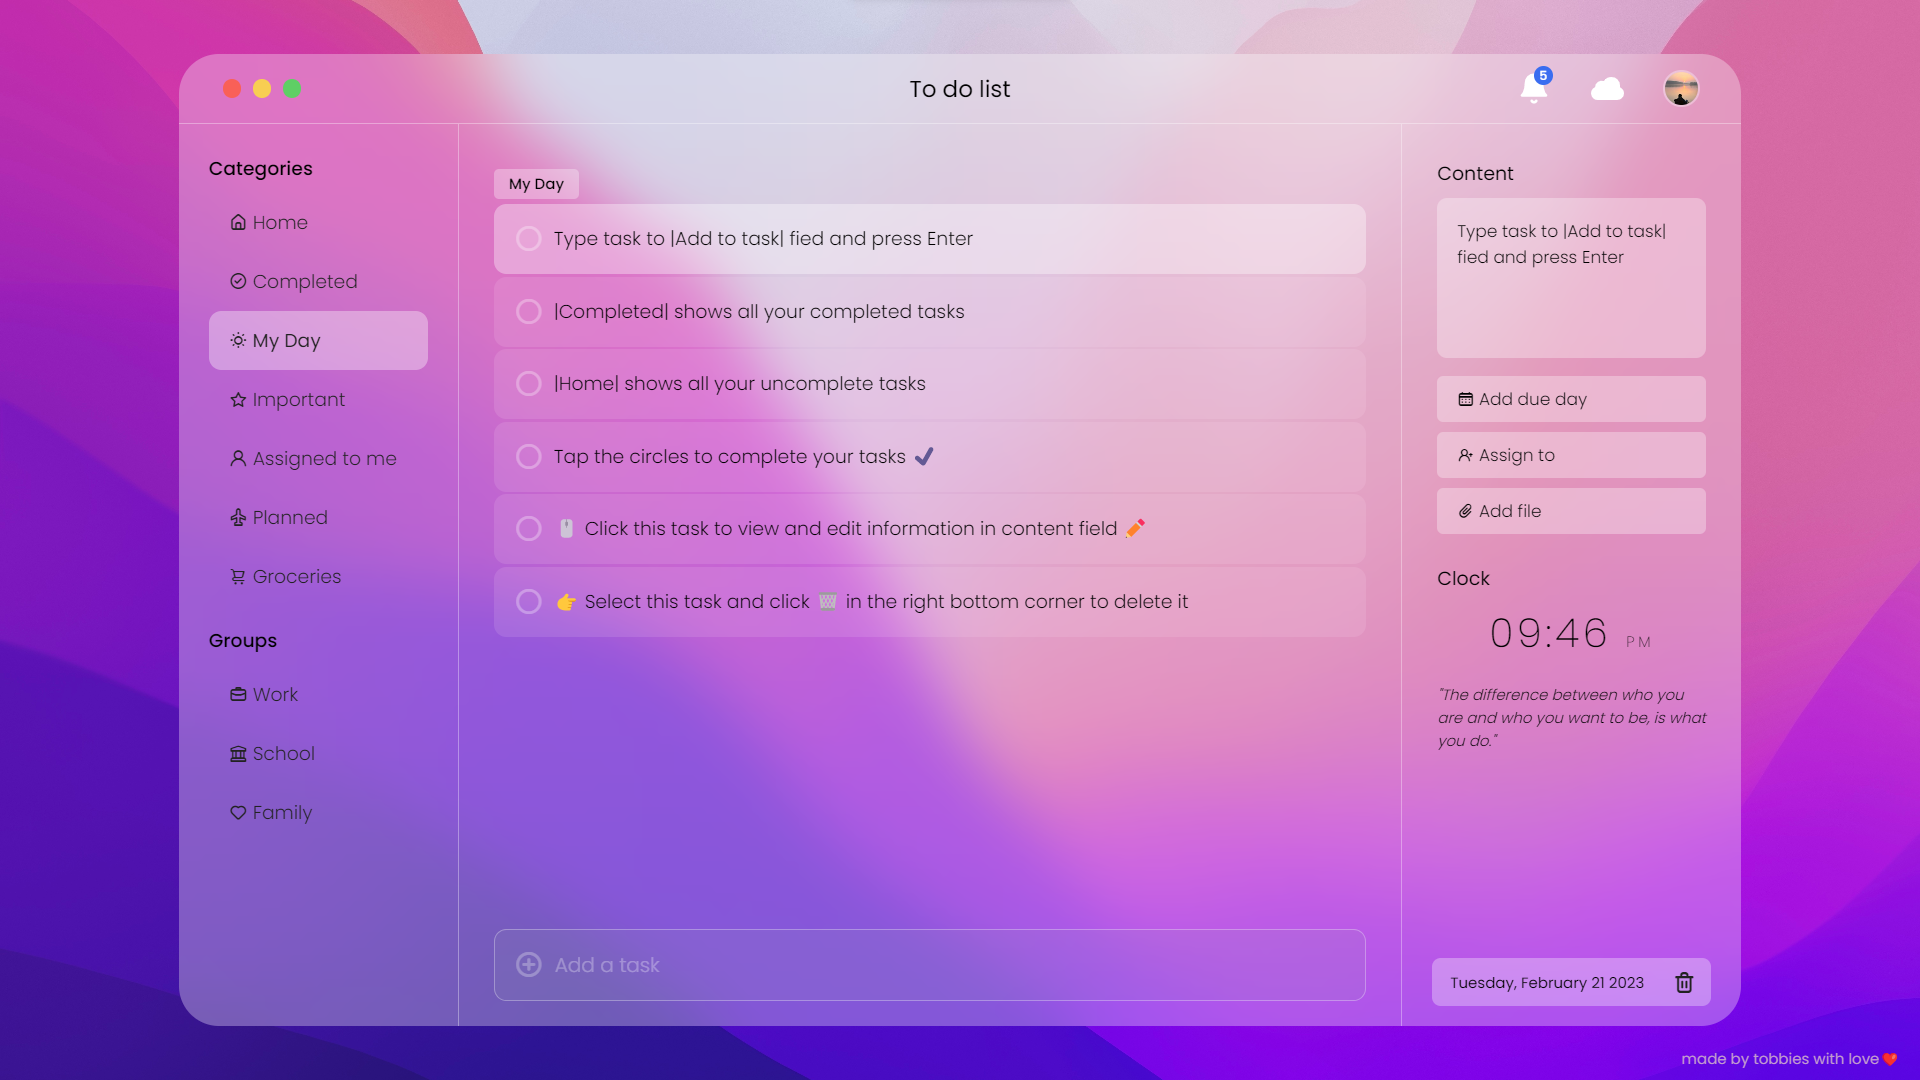 To do list
5
Categories
Home
Completed
My Day
Important
Assigned to me
Planned
Groceries
Groups
Work
School
Family
My Day
Type task to |Add to task| fied and press Enter
|Completed| shows all your completed tasks
|Home| shows all your uncomplete tasks
Tap the circles to complete your tasks ✔️
🖱️ Click this task to view and edit information in content field ✏️
👉 Select this task and click 🗑️ in the right bottom corner to delete it
Add a task
Content
Type task to |Add to task|
fied and press Enter
Add due day
Assign to
Add file
Clock
09:46 PM
"The difference between who you
are and who you want to be, is what
you do."
Tuesday, February 21 2023
made by tobbies with love ❤️